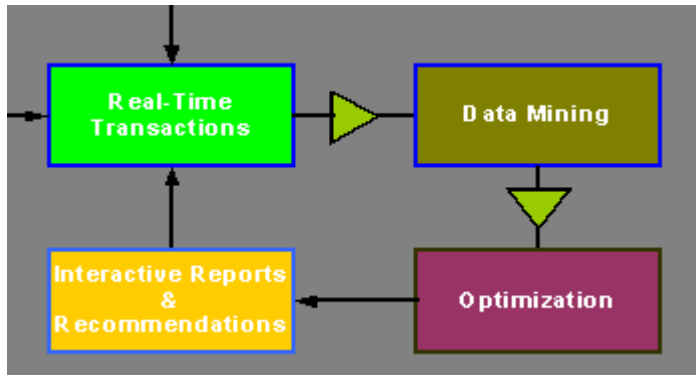 Real-Time
Transactions
Data Mining
Interactive Reports
&
Recommendations
Optimization